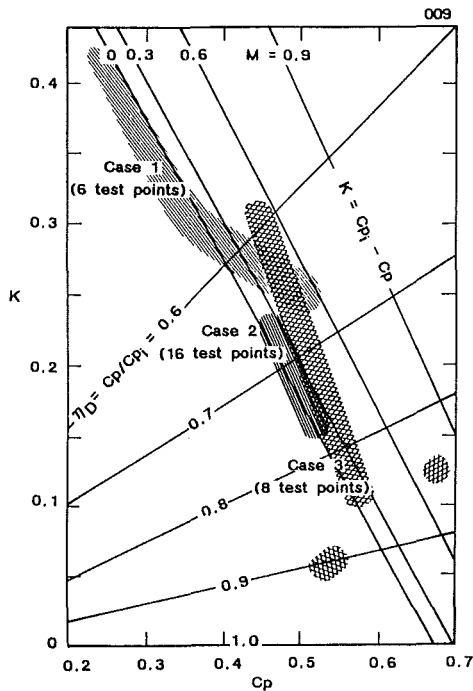 009
0 0.3 0.6 M = 0.9
0.4
Case 1
(6 test points)
K = Cpi - Cp
0.3
K
ηD = Cp/Cpi = 0.6
Case 2
(16 test points)
0.2
0.7
Case 3
(8 test points)
0.1
0.8
0.9
0
1.0
0.2 0.3 0.4 0.5 0.6 0.7
Cp